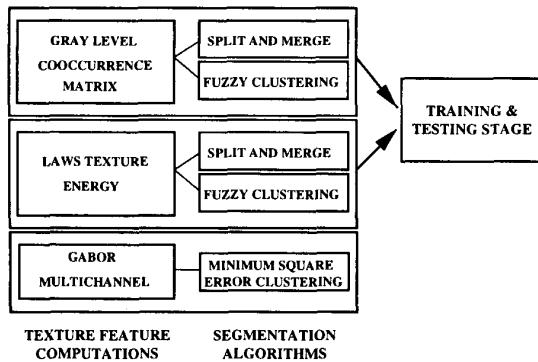 GRAY LEVEL
COOCCURRENCE
MATRIX
SPLIT AND MERGE
FUZZY CLUSTERING
LAWS TEXTURE
ENERGY
SPLIT AND MERGE
FUZZY CLUSTERING
GABOR
MULTICHANNEL
MINIMUM SQUARE
ERROR CLUSTERING
TRAINING &
TESTING STAGE
TEXTURE FEATURE
COMPUTATIONS
SEGMENTATION
ALGORITHMS